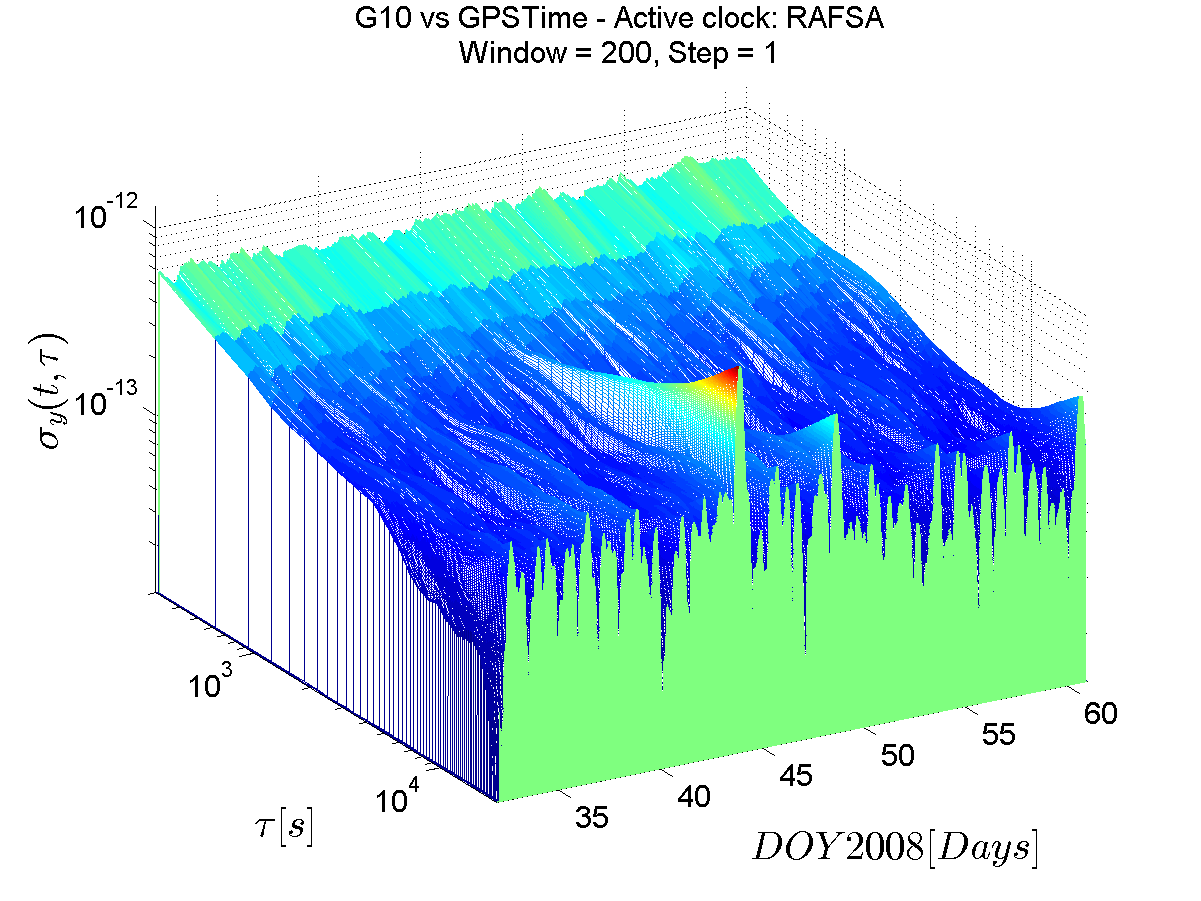 G10 vs GPSTime - Active clock: RAFSA
Window = 200, Step = 1
10^-12
10^-13
σ_y(t, τ)
10^3
10^4
τ[s]
35
40
45
50
55
60
DOY2008[Days]